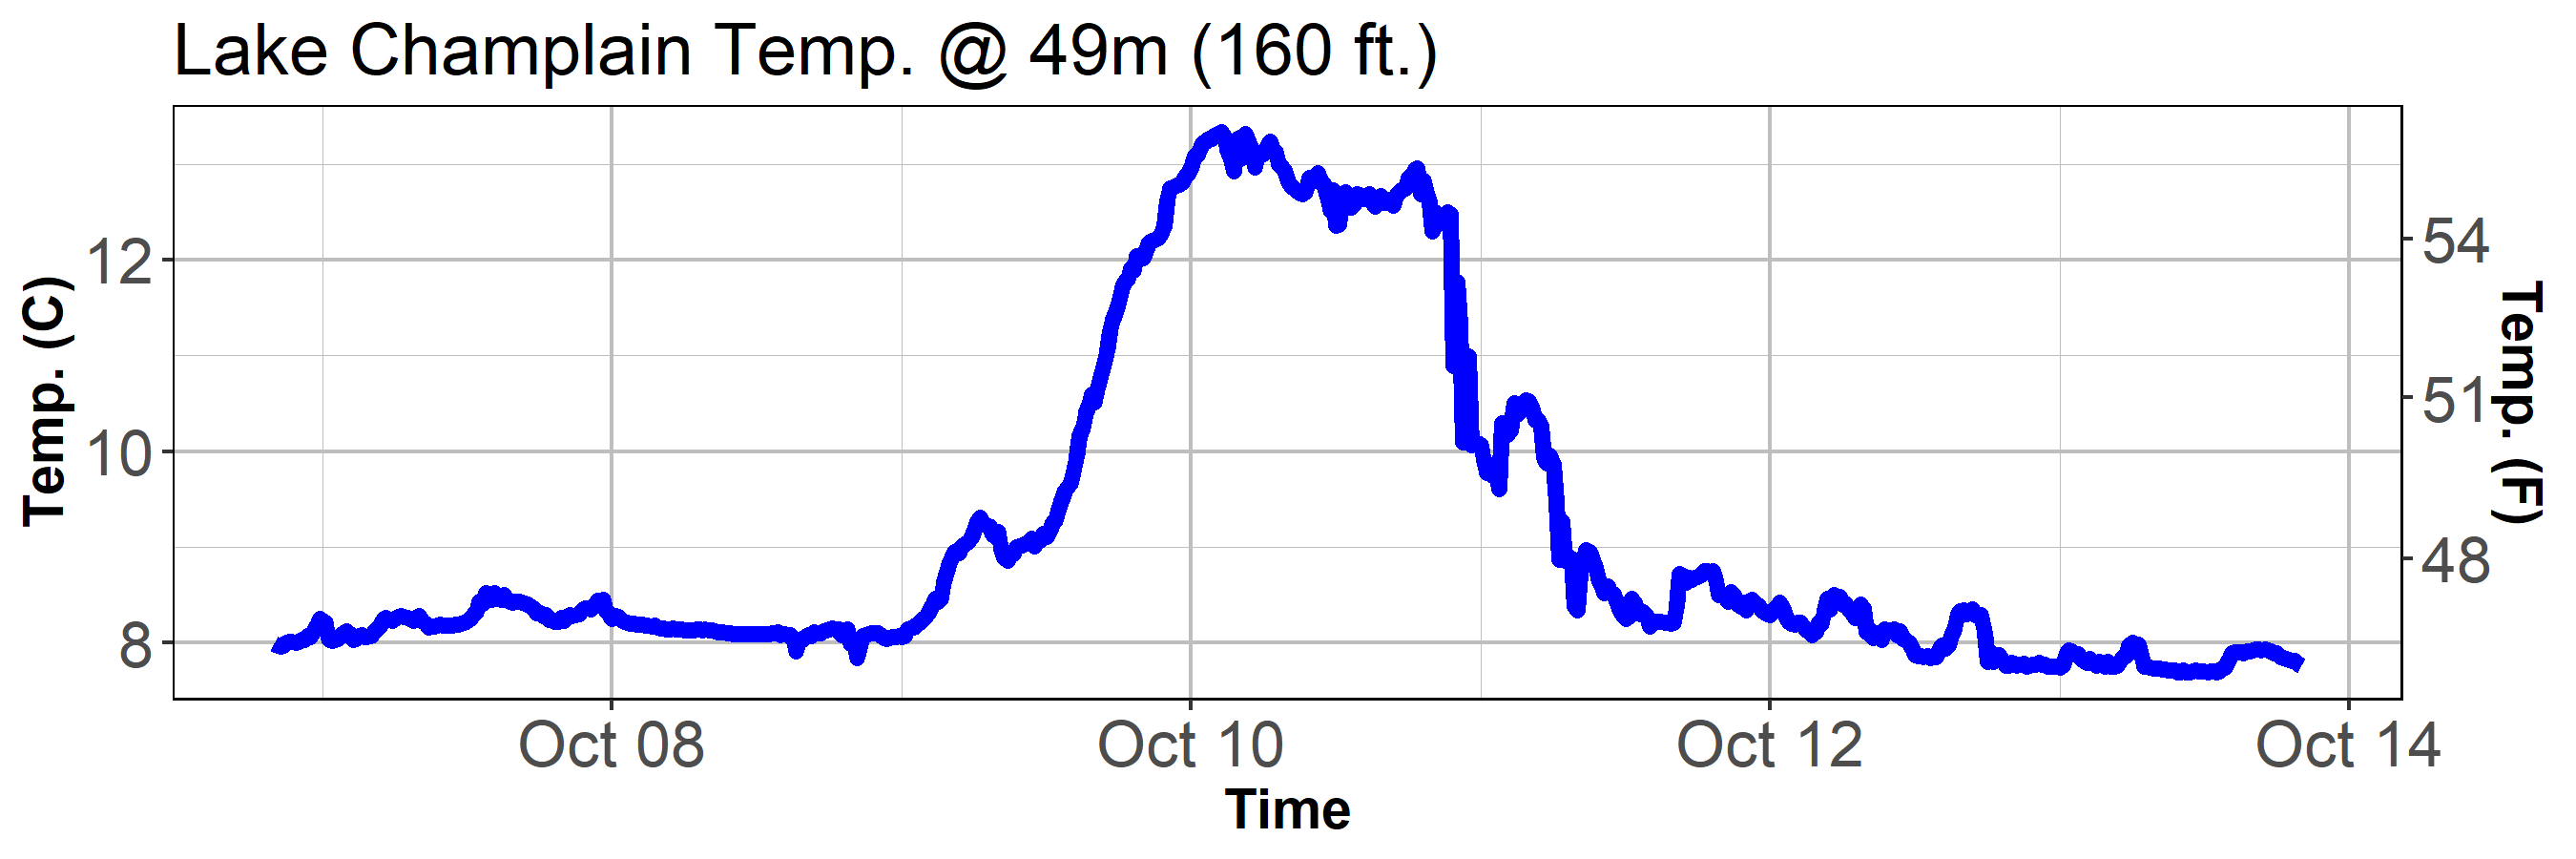 Lake Champlain Temp. @ 49m (160 ft.)
Temp. (C)
12
10
8
54
51
48
Temp. (F)
Oct 08
Oct 10
Oct 12
Oct 14
Time